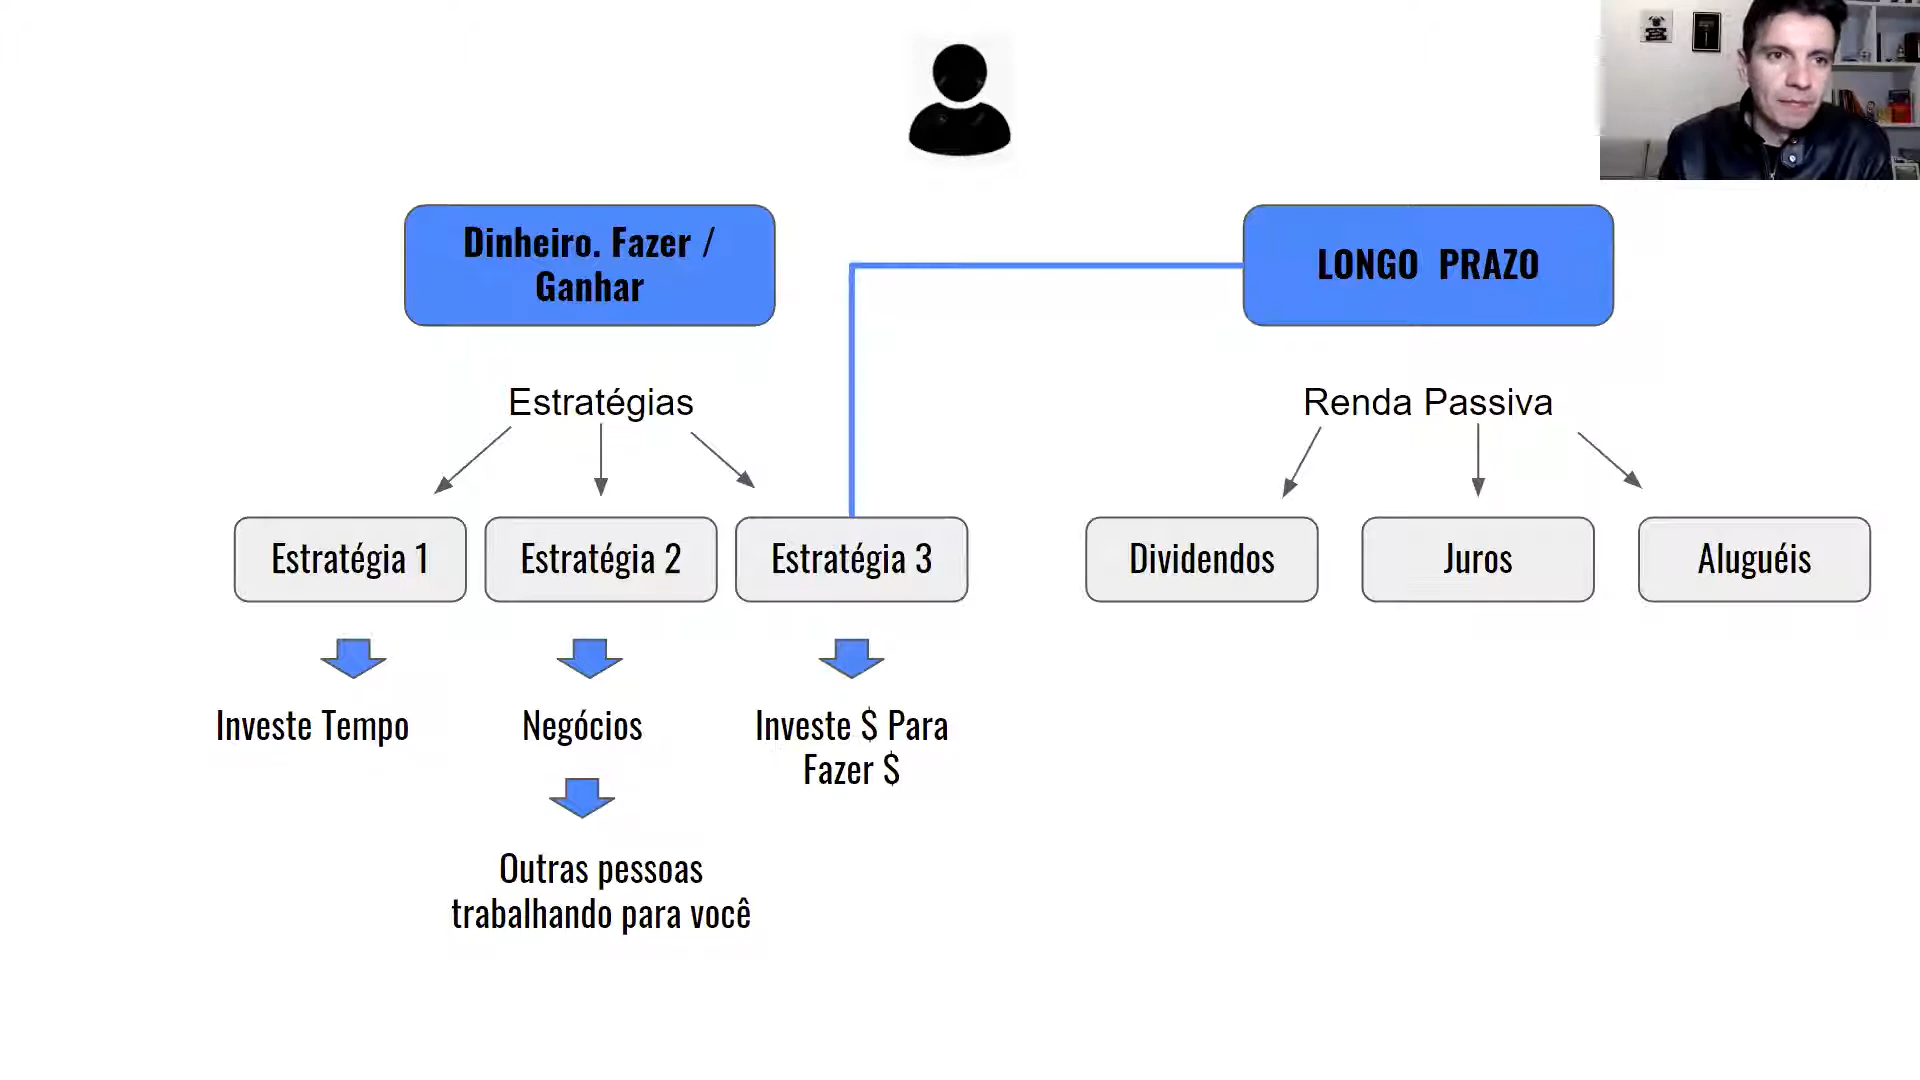 Dinheiro. Fazer /
Ganhar
LONGO PRAZO
Estratégias
Renda Passiva
Estratégia 1
Estratégia 2
Estratégia 3
Dividendos
Juros
Aluguéis
Investe Tempo
Negócios
Investe $ Para
Fazer $
Outras pessoas
trabalhando para você